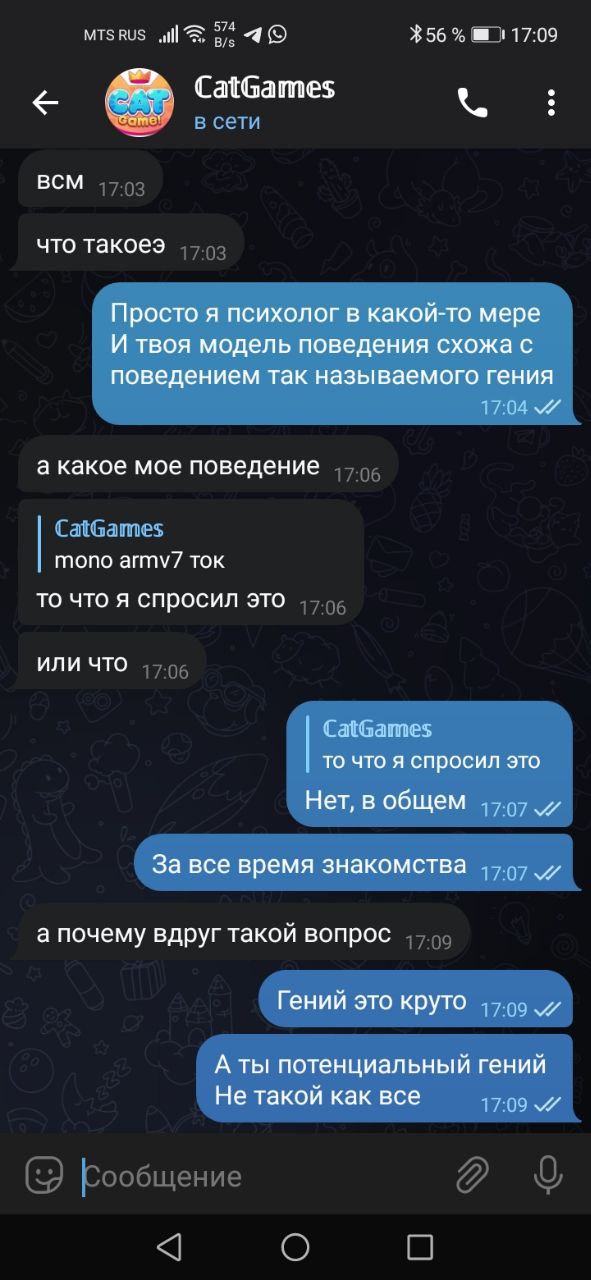 MTS RUS 574 B/s 56 % 17:09
CatGames
в сети
CAT Game!
всм 17:03
что такоеэ 17:03
Просто я психолог в какой-то мере
И твоя модель поведения схожа с
поведением так называемого гения
17:04
а какое мое поведение 17:06
CatGames
mono armv7 ток
то что я спросил это 17:06
или что 17:06
CatGames
то что я спросил это
Нет, в общем 17:07
За все время знакомства 17:07
а почему вдруг такой вопрос 17:09
Гений это круто 17:09
А ты потенциальный гений
Не такой как все 17:09
Сообщение